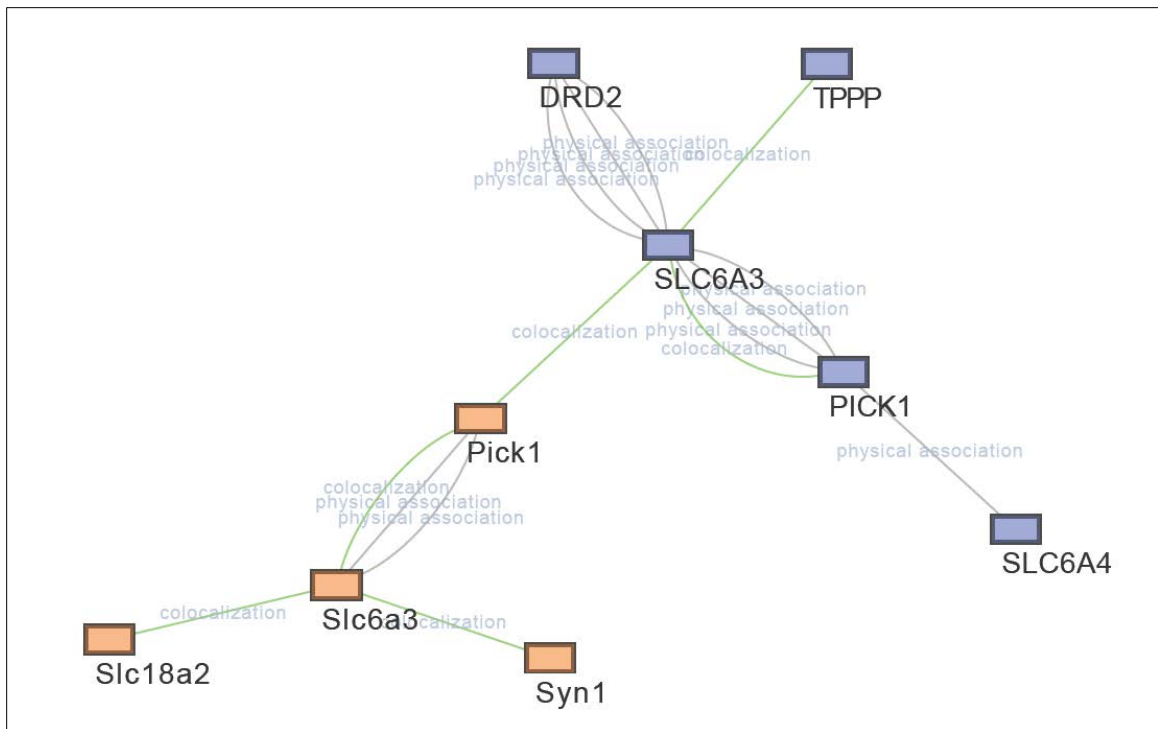 DRD2
TPPP
physical association
physical association
colocalization
physical association
physical association
SLC6A3
physical association
physical association
physical association
colocalization
colocalization
PICK1
Pick1
physical association
colocalization
physical association
physical association
SLC6A4
Slc6a3
colocalization
colocalization
Slc18a2
Syn1